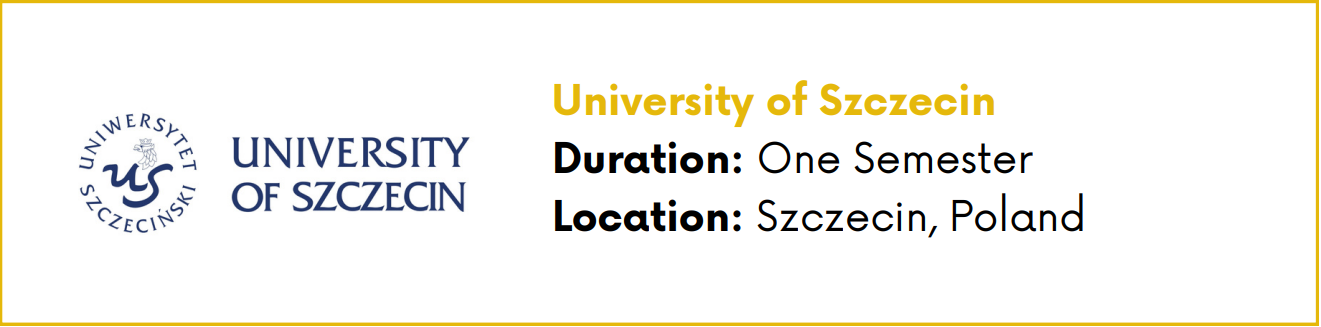 UNIWERSYTET
SZCZECIŃSKI
US
UNIVERSITY
OF SZCZECIN
University of Szczecin
Duration: One Semester
Location: Szczecin, Poland